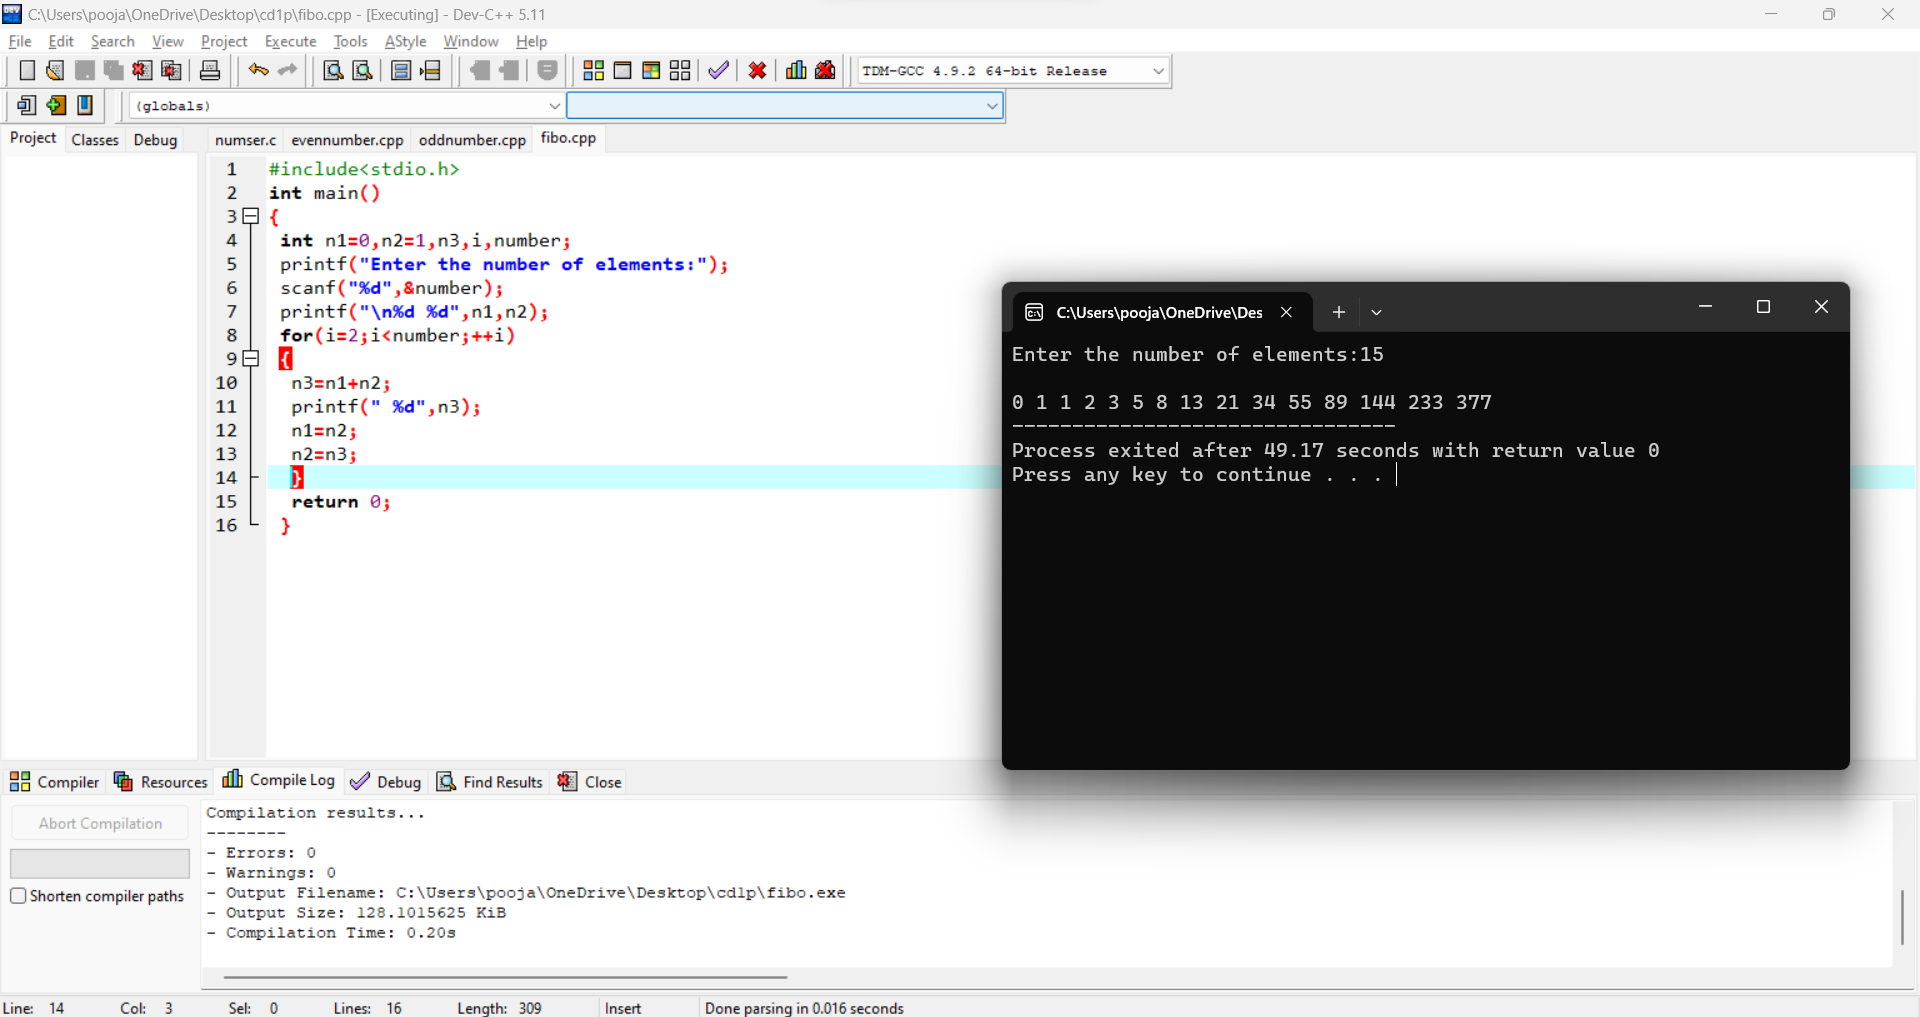 C:\Users\pooja\OneDrive\Desktop\cd1p\fibo.cpp - [Executing] - Dev-C++ 5.11
File Edit Search View Project Execute Tools AStyle Window Help
TDM-GCC 4.9.2 64-bit Release
(globals)
Project Classes Debug
numser.c evennumber.cpp oddnumber.cpp fibo.cpp
1 #include<stdio.h>
2 int main()
3 {
4 int n1=0,n2=1,n3,i,number;
5 printf("Enter the number of elements:");
6 scanf("%d",&number);
7 printf("\n%d %d",n1,n2);
8 for(i=2;i<number;++i)
9 {
10 n3=n1+n2;
11 printf(" %d",n3);
12 n1=n2;
13 n2=n3;
14 }
15 return 0;
16 }
C:\Users\pooja\OneDrive\Des
Enter the number of elements:15
0 1 1 2 3 5 8 13 21 34 55 89 144 233 377
--------------------------------
Process exited after 49.17 seconds with return value 0
Press any key to continue . . .
Compiler Resources Compile Log Debug Find Results Close
Abort Compilation
Shorten compiler paths
Compilation results...
--------
- Errors: 0
- Warnings: 0
- Output Filename: C:\Users\pooja\OneDrive\Desktop\cd1p\fibo.exe
- Output Size: 128.1015625 KiB
- Compilation Time: 0.20s
Line: 14 Col: 3 Sel: 0 Lines: 16 Length: 309 Insert Done parsing in 0.016 seconds